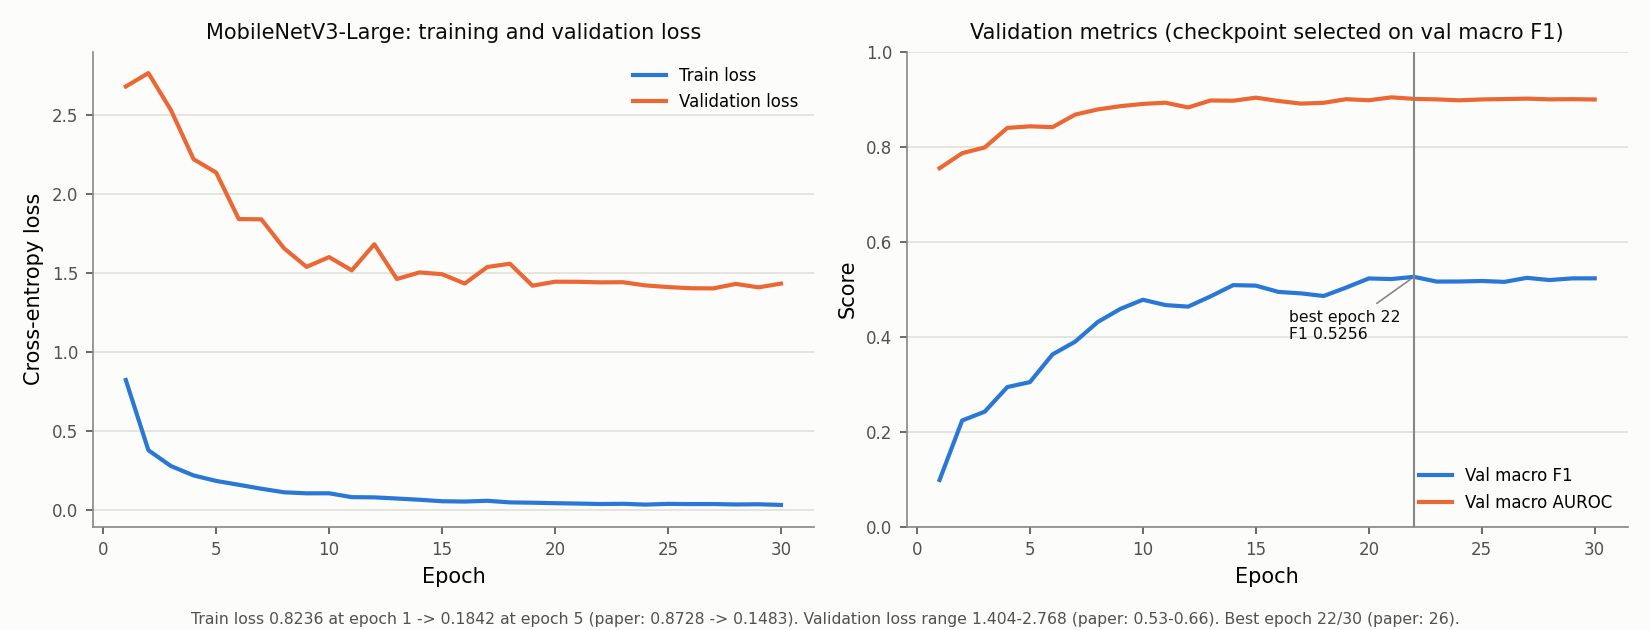 MobileNetV3-Large: training and validation loss
Train loss
Validation loss
Cross-entropy loss
2.5
2.0
1.5
1.0
0.5
0.0
0 5 10 15 20 25 30
Epoch
Validation metrics (checkpoint selected on val macro F1)
Score
1.0
0.8
0.6
0.4
0.2
0.0
best epoch 22
F1 0.5256
Val macro F1
Val macro AUROC
0 5 10 15 20 25 30
Epoch
Train loss 0.8236 at epoch 1 -> 0.1842 at epoch 5 (paper: 0.8728 -> 0.1483). Validation loss range 1.404-2.768 (paper: 0.53-0.66). Best epoch 22/30 (paper: 26).